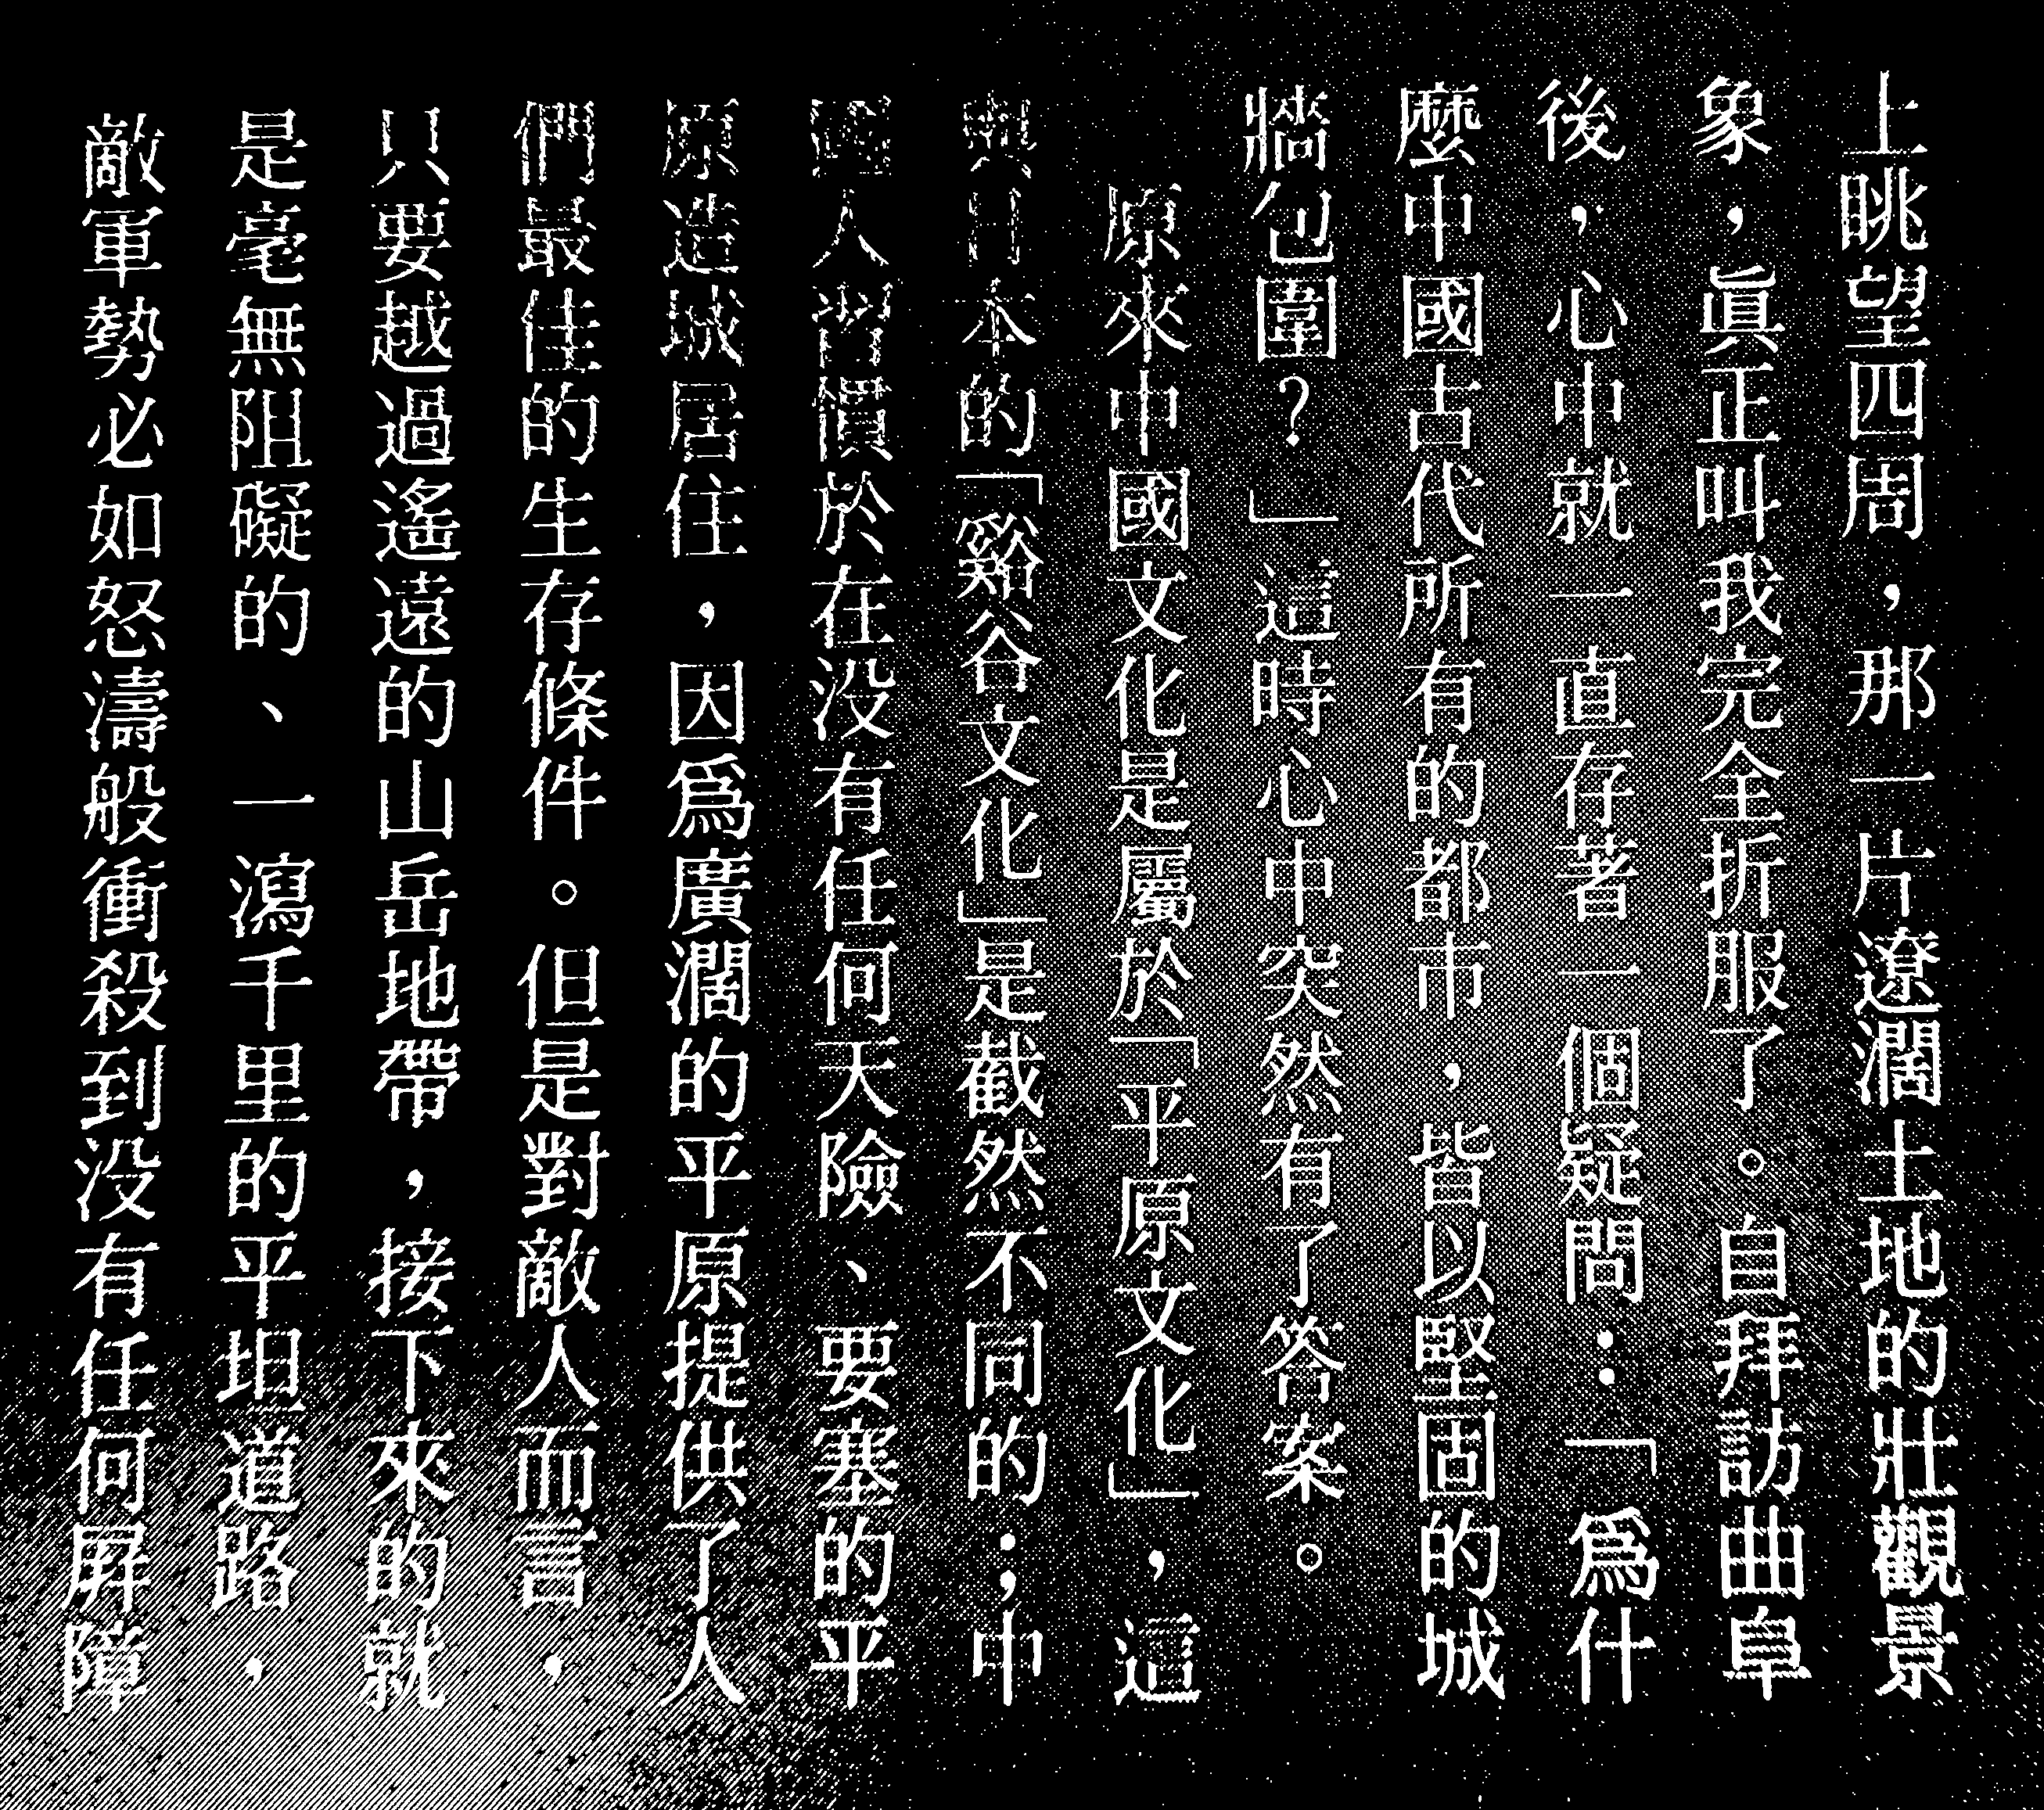 上眺望四周，那一片遼濶土地的壯觀景
象，眞正叫我完全折服了。自拜訪曲阜
後，心中就一直存著一個疑問：「爲什
麼中國古代所有的都市，皆以堅固的城
牆包圍？」這時心中突然有了答案。
原來中國文化是屬於「平原文化」，這
與日本的「谿谷文化」是截然不同的；中
國人習慣於在没有任何天險、要塞的平
原造城居住，因爲廣濶的平原提供了人
們最佳的生存條件。但是對敵人而言，
只要越過遙遠的山岳地帶，接下來的就
是毫無阻礙的、一瀉千里的平坦道路，
敵軍勢必如怒濤般衝殺到没有任何屏障